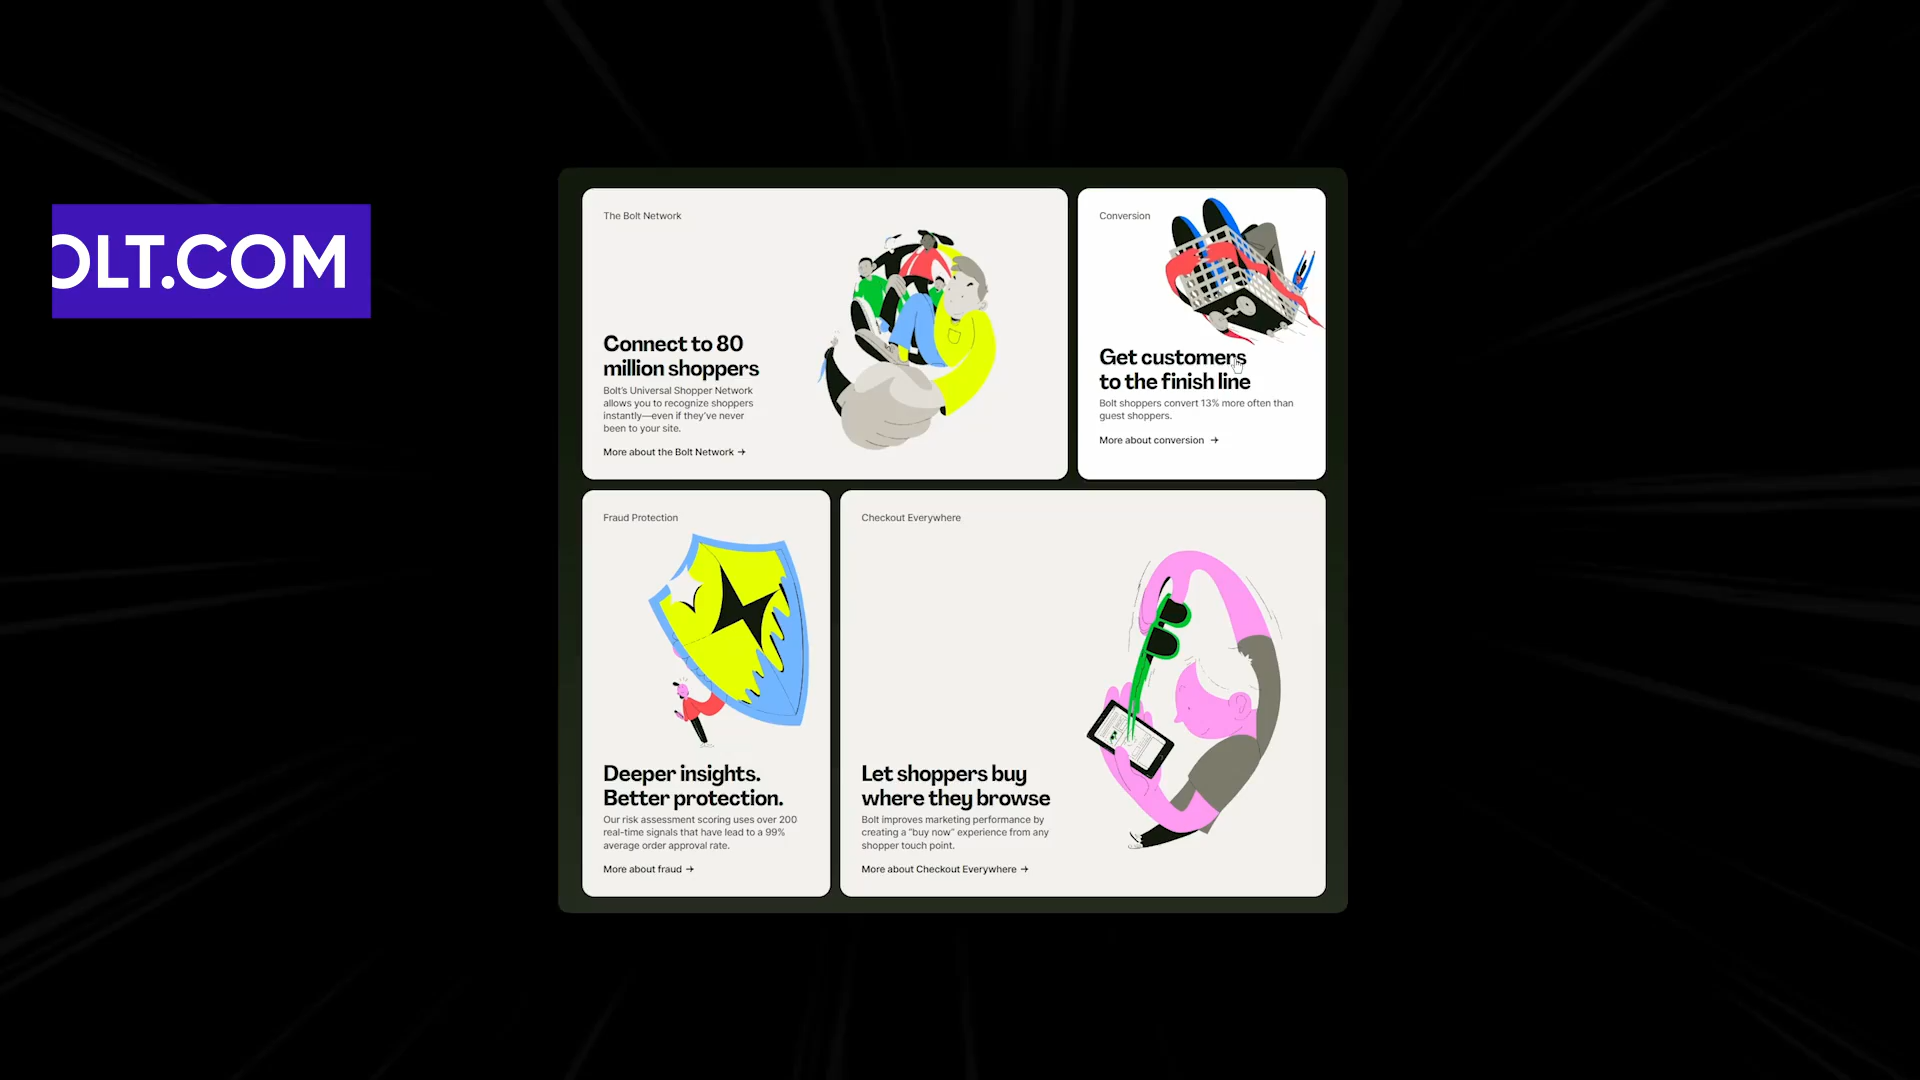 OLT.COM
The Bolt Network
Connect to 80
million shoppers
Bolt's Universal Shopper Network
allows you to recognize shoppers
instantly—even if they've never
been to your site.
More about the Bolt Network →
Conversion
Get customers
to the finish line
Bolt shoppers convert 13% more often than
guest shoppers.
More about conversion →
Fraud Protection
Deeper insights.
Better protection.
Our risk assessment scoring uses over 200
real-time signals that have lead to a 99%
average order approval rate.
More about fraud →
Checkout Everywhere
Let shoppers buy
where they browse
Bolt improves marketing performance by
creating a "buy now" experience from any
shopper touch point.
More about Checkout Everywhere →